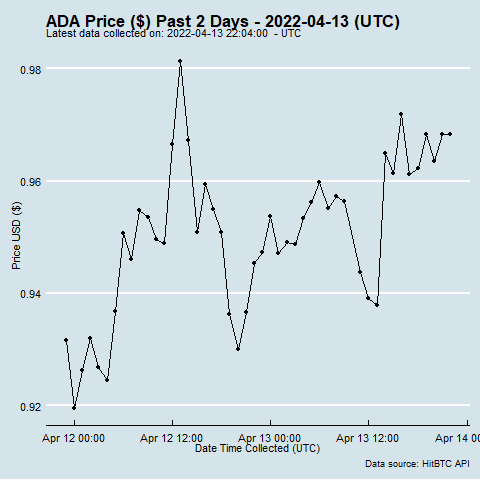 ADA Price ($) Past 2 Days - 2022-04-13 (UTC)
Latest data collected on: 2022-04-13 22:04:00 - UTC
0.98
0.96
0.94
0.92
Price USD ($)
Apr 12 00:00 Apr 12 12:00 Apr 13 00:00 Apr 13 12:00 Apr 14 00
Date Time Collected (UTC)
Data source: HitBTC API